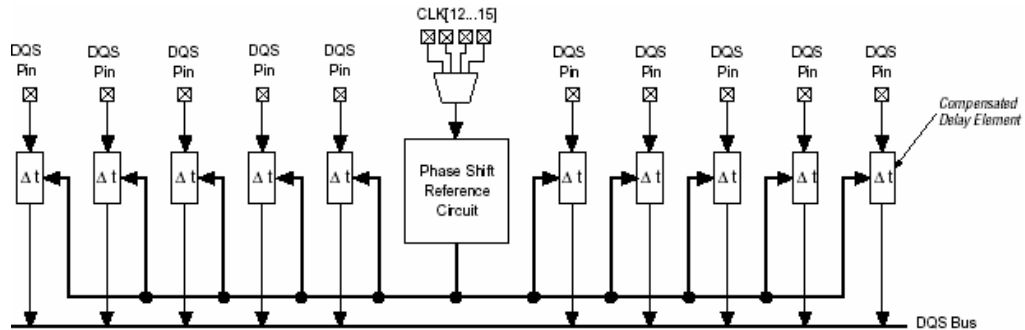 CLK[12...15]
DQS
Pin
DQS
Pin
DQS
Pin
DQS
Pin
DQS
Pin
DQS
Pin
DQS
Pin
DQS
Pin
DQS
Pin
DQS
Pin
Compensated
Delay Element
Δ t
Δ t
Δ t
Δ t
Δ t
Phase Shift
Reference
Circuit
Δ t
Δ t
Δ t
Δ t
Δ t
DQS Bus